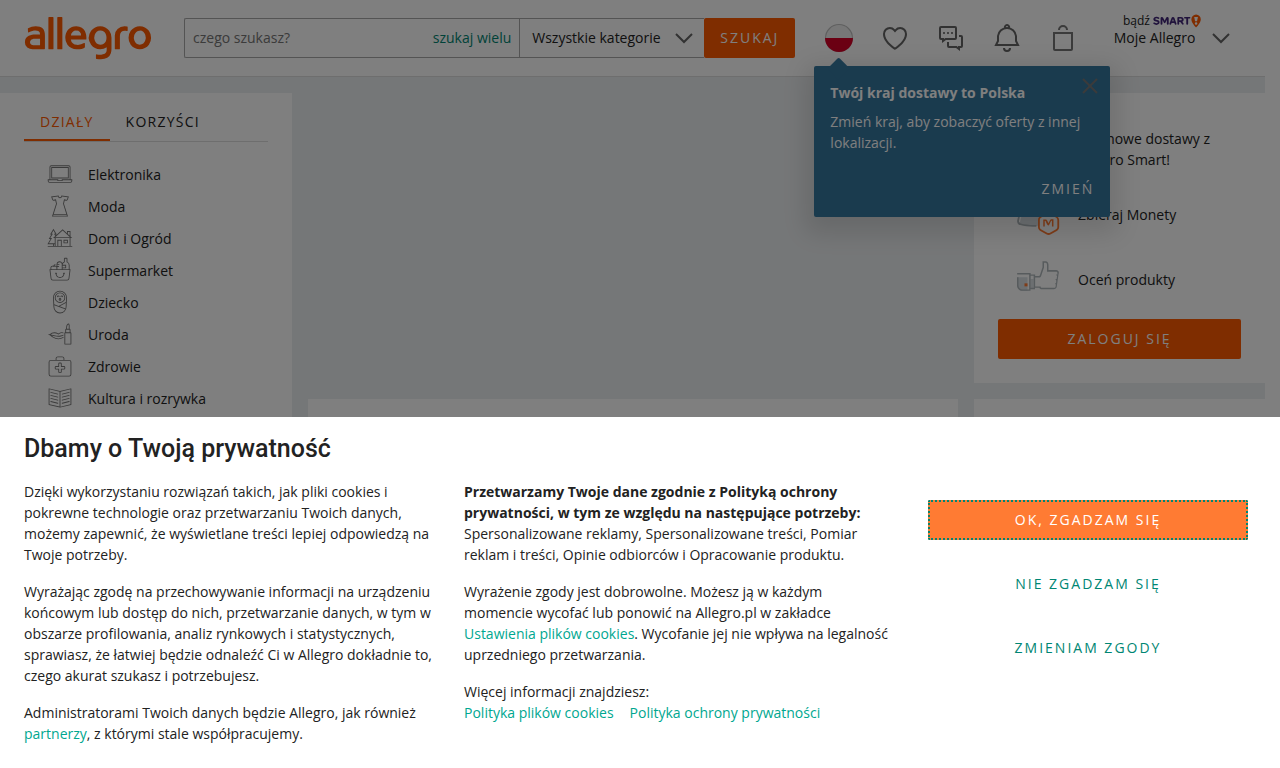 allegro
czego szukasz?
szukaj wielu
Wszystkie kategorie
SZUKAJ
bądź SMART!
Moje Allegro
Twój kraj dostawy to Polska
Zmień kraj, aby zobaczyć oferty z innej
lokalizacji.
ZMIEŃ
DZIAŁY
KORZYŚCI
Elektronika
Moda
Dom i Ogród
Supermarket
Dziecko
Uroda
Zdrowie
Kultura i rozrywka
nowe dostawy z
ro Smart!
Zbieraj Monety
Oceń produkty
ZALOGUJ SIĘ
Dbamy o Twoją prywatność
Dzięki wykorzystaniu rozwiązań takich, jak pliki cookies i
pokrewne technologie oraz przetwarzaniu Twoich danych,
możemy zapewnić, że wyświetlane treści lepiej odpowiedzą na
Twoje potrzeby.
Wyrażając zgodę na przechowywanie informacji na urządzeniu
końcowym lub dostęp do nich, przetwarzanie danych, w tym w
obszarze profilowania, analiz rynkowych i statystycznych,
sprawiasz, że łatwiej będzie odnaleźć Ci w Allegro dokładnie to,
czego akurat szukasz i potrzebujesz.
Administratorami Twoich danych będzie Allegro, jak również
partnerzy, z którymi stale współpracujemy.
Przetwarzamy Twoje dane zgodnie z Polityką ochrony
prywatności, w tym ze względu na następujące potrzeby:
Spersonalizowane reklamy, Spersonalizowane treści, Pomiar
reklam i treści, Opinie odbiorców i Opracowanie produktu.
Wyrażenie zgody jest dobrowolne. Możesz ją w każdym
momencie wycofać lub ponowić na Allegro.pl w zakładce
Ustawienia plików cookies. Wycofanie jej nie wpływa na legalność
uprzedniego przetwarzania.
Więcej informacji znajdziesz:
Polityka plików cookies
Polityka ochrony prywatności
OK, ZGADZAM SIĘ
NIE ZGADZAM SIĘ
ZMIENIAM ZGODY